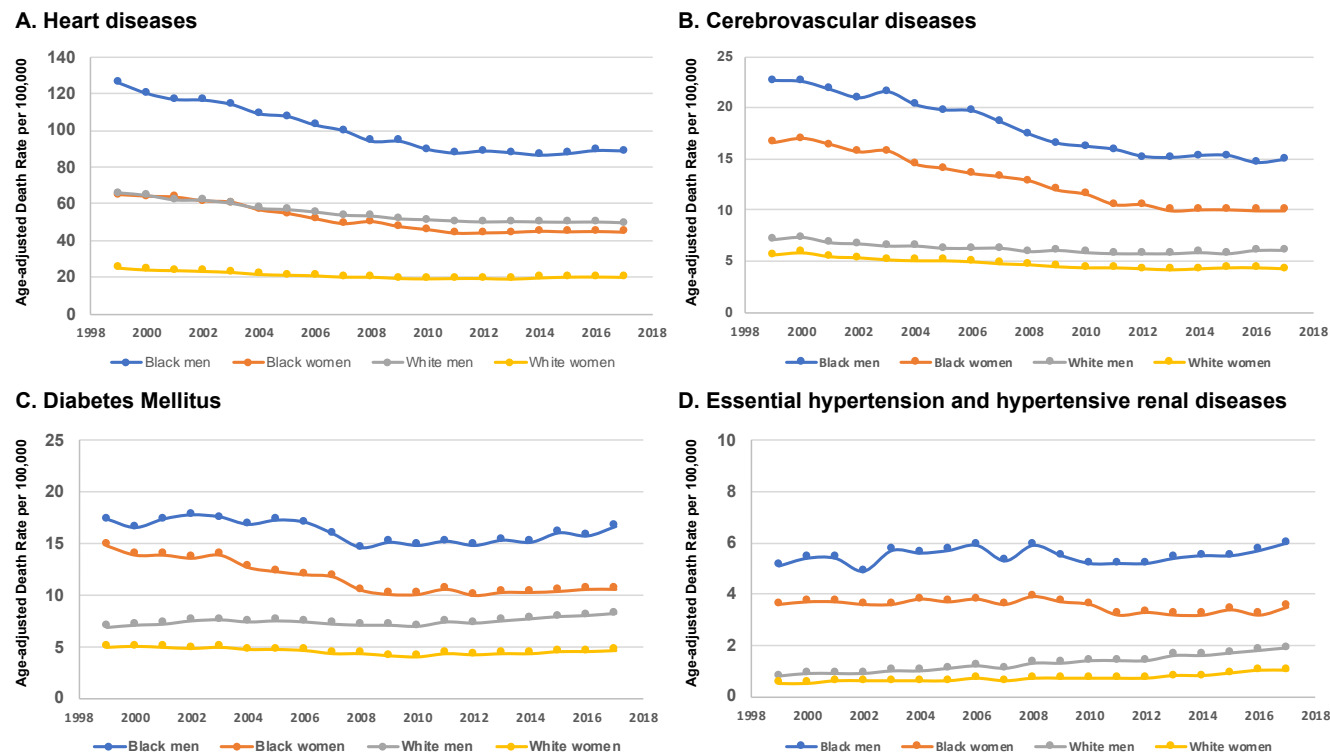 A. Heart diseases
Age-adjusted Death Rate per 100,000
140
120
100
80
60
40
20
0
1998 2000 2002 2004 2006 2008 2010 2012 2014 2016 2018
Black men Black women White men White women
B. Cerebrovascular diseases
Age-adjusted Death Rate per 100,000
25
20
15
10
5
0
1998 2000 2002 2004 2006 2008 2010 2012 2014 2016 2018
Black men Black women White men White women
C. Diabetes Mellitus
Age-adjusted Death Rate per 100,000
25
20
15
10
5
0
1998 2000 2002 2004 2006 2008 2010 2012 2014 2016 2018
Black men Black women White men White women
D. Essential hypertension and hypertensive renal diseases
Age-adjusted Death Rate per 100,000
10
8
6
4
2
0
1998 2000 2002 2004 2006 2008 2010 2012 2014 2016 2018
Black men Black women White men White women